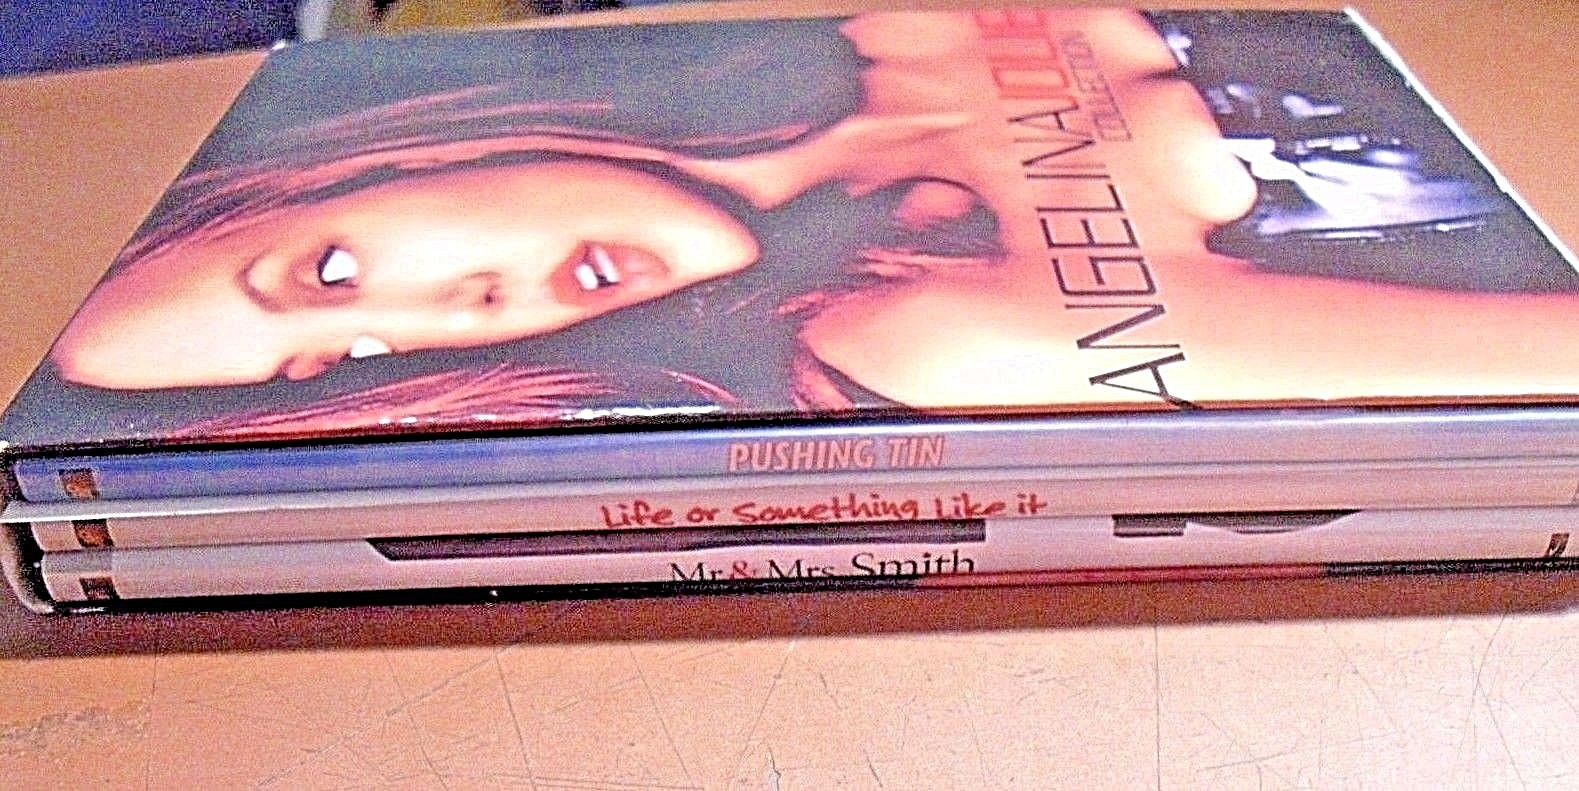 ANGELINA JOLIE
COLLECTION
PUSHING TIN
Life or Something Like it
Mr & Mrs. Smith